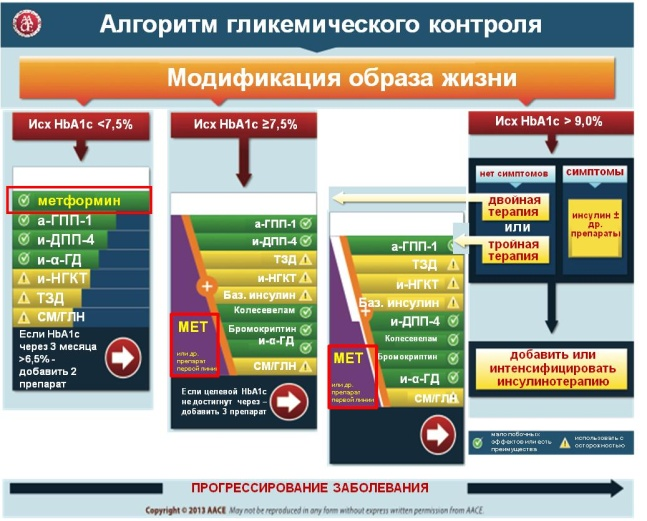 Алгоритм гликемического контроля
Модификация образа жизни
Исх HbA1c <7,5%
метформин
а-ГПП-1
и-ДПП-4
и-α-ГД
и-НГКТ
ТЗД
СМ/ГЛН
Если HbA1c
через 3 месяца
>6,5% -
добавить 2
препарат
Исх HbA1c ≥7,5%
а-ГПП-1
и-ДПП-4
ТЗД
и-НГКТ
Баз. инсулин
Колесевелам
Бромокриптин
и-α-ГД
СМ/ГЛН
+
МЕТ
или др.
препарат
первой линии
Если целевой HbA1c
не достигнут через –
добавить 3 препарат
а-ГПП-1
ТЗД
и-НГКТ
Баз. инсулин
и-ДПП-4
Колесевелам
Бромокриптин
и-α-ГД
СМ/ГЛН
+
МЕТ
или др.
препарат
первой линии
Исх HbA1c > 9,0%
нет симптомов
двойная
терапия
или
тройная
терапия
симптомы
инсулин ±
др.
препараты
добавить или
интенсифицировать
инсулинотерапию
мало побочных
эффектов или есть
преимущества
использовать с
осторожностью
ПРОГРЕССИРОВАНИЕ ЗАБОЛЕВАНИЯ
Copyright © 2013 AACE May not be reproduced in any form without express written permission from AACE.